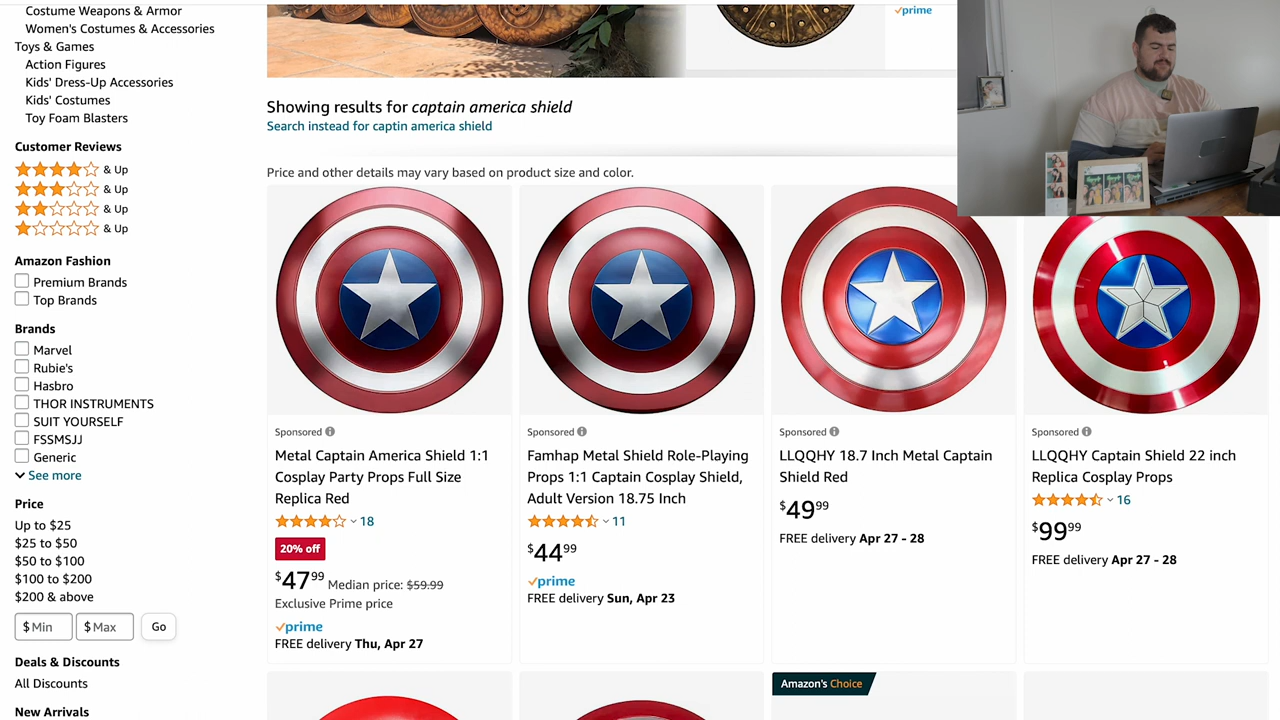 Costume Weapons & Armor
Women's Costumes & Accessories
Toys & Games
Action Figures
Kids' Dress-Up Accessories
Kids' Costumes
Toy Foam Blasters
Customer Reviews
& Up
& Up
& Up
& Up
Amazon Fashion
Premium Brands
Top Brands
Brands
Marvel
Rubie's
Hasbro
THOR INSTRUMENTS
SUIT YOURSELF
FSSMSJJ
Generic
See more
Price
Up to $25
$25 to $50
$50 to $100
$100 to $200
$200 & above
$ Min $ Max Go
Deals & Discounts
All Discounts
New Arrivals
prime
Showing results for captain america shield
Search instead for captin america shield
Price and other details may vary based on product size and color.
Sponsored
Metal Captain America Shield 1:1
Cosplay Party Props Full Size
Replica Red
18
20% off
$47.99 Median price: $59.99
Exclusive Prime price
prime
FREE delivery Thu, Apr 27
Sponsored
Famhap Metal Shield Role-Playing
Props 1:1 Captain Cosplay Shield,
Adult Version 18.75 Inch
11
$44.99
prime
FREE delivery Sun, Apr 23
Sponsored
LLQQHY 18.7 Inch Metal Captain
Shield Red
$49.99
FREE delivery Apr 27 - 28
Sponsored
LLQQHY Captain Shield 22 inch
Replica Cosplay Props
16
$99.99
FREE delivery Apr 27 - 28
Amazon's Choice